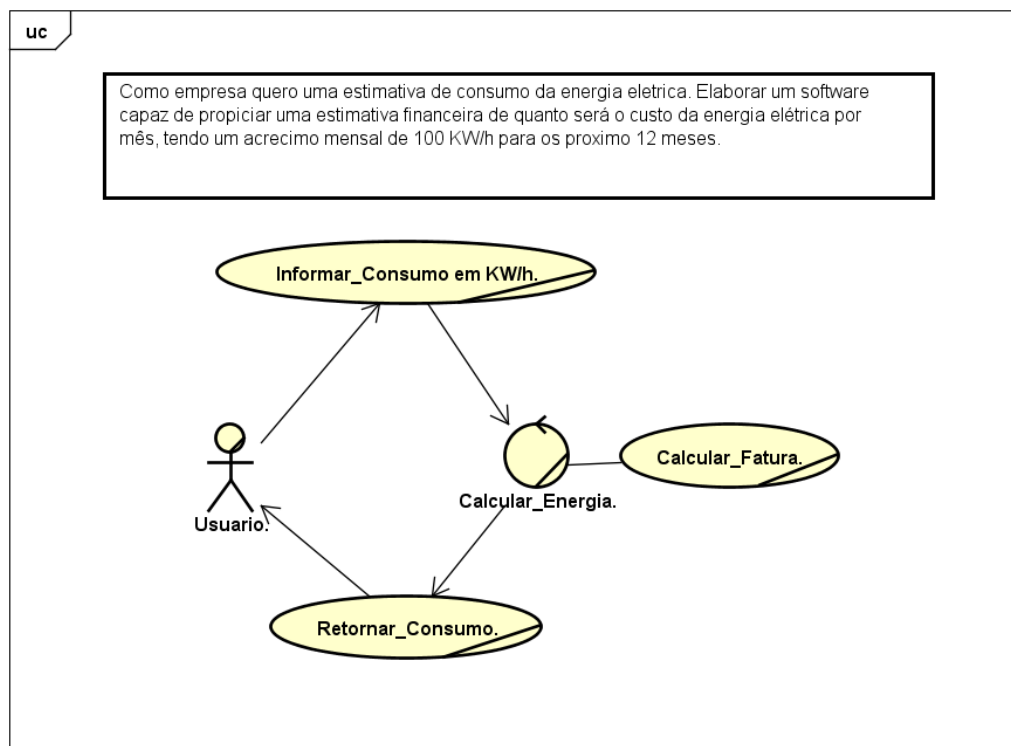 uc
Como empresa quero uma estimativa de consumo da energia eletrica. Elaborar um software
capaz de propiciar uma estimativa financeira de quanto será o custo da energia elétrica por
mês, tendo um acrecimo mensal de 100 KW/h para os proximo 12 meses.
Informar_Consumo em KW/h.
Usuario.
Calcular_Energia.
Calcular_Fatura.
Retornar_Consumo.